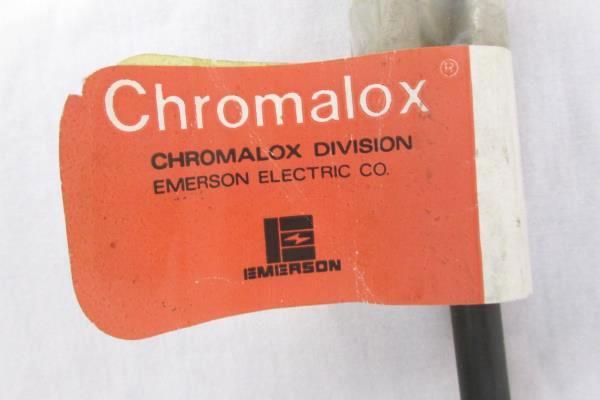 Chromalox ®
CHROMALOX DIVISION
EMERSON ELECTRIC CO.
EMERSON